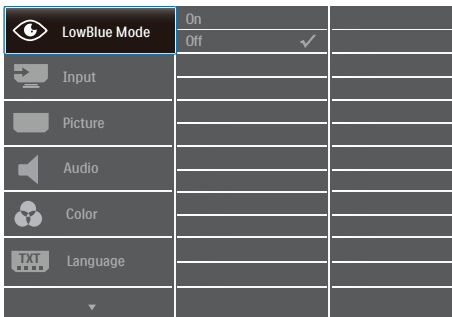 LowBlue Mode
On
Off
Input
Picture
Audio
Color
TXT
Language